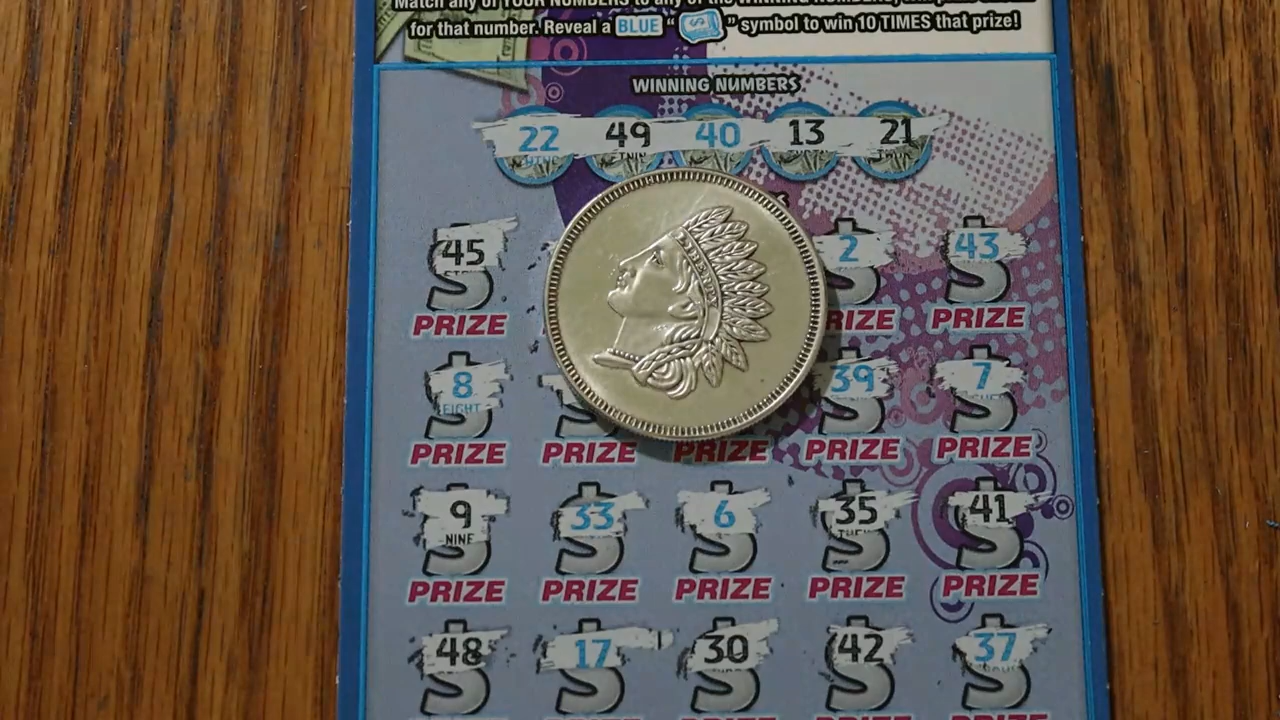 Match any of YOUR NUMBERS to any of the WINNING NUMBERS,
for that number. Reveal a BLUE " " symbol to win 10 TIMES that prize!
WINNING NUMBERS
22 49 40 13 21
45 2 43
PRIZE RIZE PRIZE
8 39 7
EIGHT
PRIZE PRIZE PRIZE PRIZE PRIZE
9 33 6 35 41
NINE
PRIZE PRIZE PRIZE PRIZE PRIZE
48 17 30 42 37